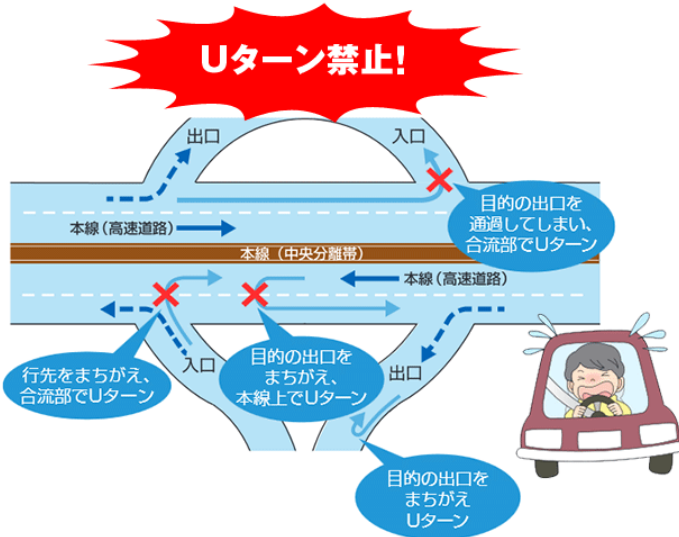 Uターン禁止!
出口
入口
目的の出口を
通過してしまい、
合流部でUターン
本線(高速道路)
本線(中央分離帯)
本線(高速道路)
行先をまちがえ、
合流部でUターン
入口
目的の出口を
まちがえ、
本線上でUターン
出口
目的の出口を
まちがえ
Uターン